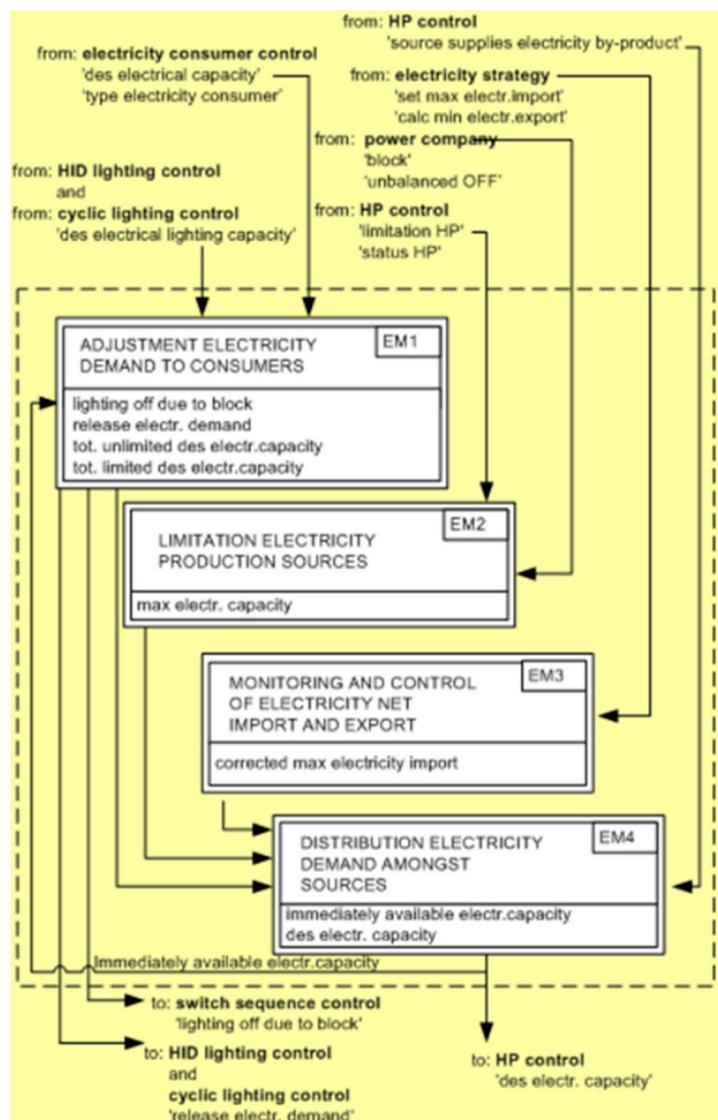 from: HP control
'source supplies electricity by-product'
from: electricity consumer control
'des electrical capacity'
'type electricity consumer'
from: electricity strategy
'set max electr.import'
'calc min electr.export'
from: power company
'block'
'unbalanced OFF'
from: HID lighting control
and
from: cyclic lighting control
'des electrical lighting capacity'
from: HP control
'limitation HP'
'status HP'
EM1
ADJUSTMENT ELECTRICITY
DEMAND TO CONSUMERS
lighting off due to block
release electr. demand
tot. unlimited des electr.capacity
tot. limited des electr.capacity
EM2
LIMITATION ELECTRICITY
PRODUCTION SOURCES
max electr. capacity
EM3
MONITORING AND CONTROL
OF ELECTRICITY NET
IMPORT AND EXPORT
corrected max electricity import
EM4
DISTRIBUTION ELECTRICITY
DEMAND AMONGST
SOURCES
immediately available electr.capacity
des electr. capacity
Immediately available electr.capacity
to: switch sequence control
'lighting off due to block'
to: HID lighting control
and
cyclic lighting control
'release electr. demand'
to: HP control
'des electr. capacity'